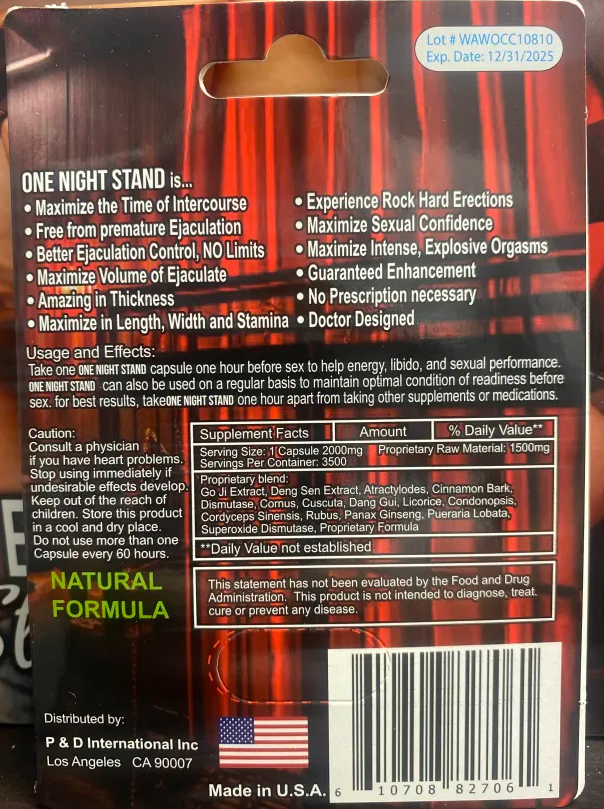 Lot # WAWOCC10810
Exp. Date: 12/31/2025
ONE NIGHT STAND is...
• Maximize the Time of Intercourse
• Free from premature Ejaculation
• Better Ejaculation Control, NO Limits
• Maximize Volume of Ejaculate
• Amazing in Thickness
• Maximize in Length, Width and Stamina
• Experience Rock Hard Erections
• Maximize Sexual Confidence
• Maximize Intense, Explosive Orgasms
• Guaranteed Enhancement
• No Prescription necessary
• Doctor Designed
Usage and Effects:
Take one ONE NIGHT STAND capsule one hour before sex to help energy, libido, and sexual performance.
ONE NIGHT STAND can also be used on a regular basis to maintain optimal condition of readiness before
sex. for best results, takeONE NIGHT STAND one hour apart from taking other supplements or medications.
Caution:
Consult a physician
if you have heart problems.
Stop using immediately if
undesirable effects develop.
Keep out of the reach of
children. Store this product
in a cool and dry place.
Do not use more than one
Capsule every 60 hours.
NATURAL
FORMULA
Supplement Facts Amount % Daily Value**
Serving Size: 1 Capsule 2000mg Proprietary Raw Material: 1500mg
Servings Per Container: 3500
Proprietary blend:
Go Ji Extract, Deng Sen Extract, Atractylodes, Cinnamon Bark,
Dismutase, Cornus, Cuscuta, Dang Gui, Licorice, Condonopsis,
Cordyceps Sinensis, Rubus, Panax Ginseng, Pueraria Lobata,
Superoxide Dismutase, Proprietary Formula
**Daily Value not established
This statement has not been evaluated by the Food and Drug
Administration. This product is not intended to diagnose, treat.
cure or prevent any disease.
Distributed by:
P & D International Inc
Los Angeles CA 90007
Made in U.S.A.
6 10708 82706 1